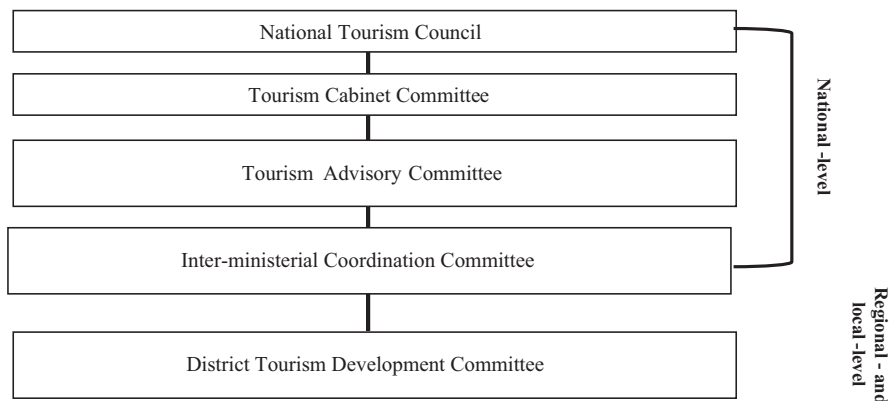 National Tourism Council
Tourism Cabinet Committee
Tourism Advisory Committee
Inter-ministerial Coordination Committee
District Tourism Development Committee
National -level
Regional - and
local -level